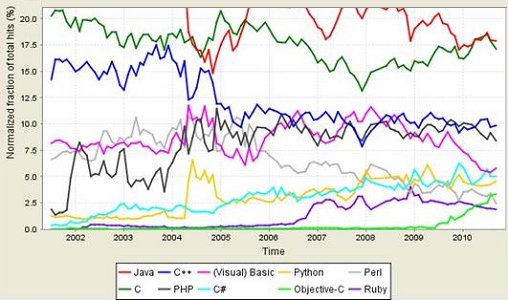 Normalized fraction of total hits (%)
20.0
17.5
15.0
12.5
10.0
7.5
5.0
2.5
0.0
2002 2003 2004 2005 2006 2007 2008 2009 2010
Time
Java C++ (Visual) Basic Python Perl
C PHP C# Objective-C Ruby